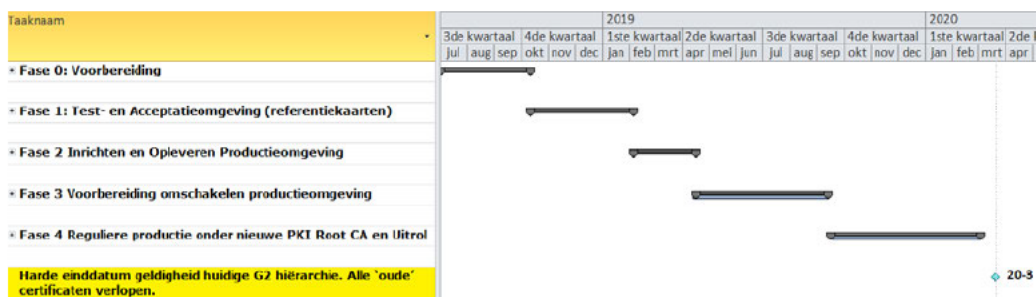 Taaknaam
2019 2020
3de kwartaal 4de kwartaal 1ste kwartaal 2de kwartaal 3de kwartaal 4de kwartaal 1ste kwartaal 2de k
jul aug sep okt nov dec jan feb mrt apr mei jun jul aug sep okt nov dec jan feb mrt apr
Fase 0: Voorbereiding
Fase 1: Test- en Acceptatieomgeving (referentiekaarten)
Fase 2 Inrichten en Opleveren Productieomgeving
Fase 3 Voorbereiding omschakelen productieomgeving
Fase 4 Reguliere productie onder nieuwe PKI Root CA en Uitrol
Harde einddatum geldigheid huidige G2 hiërarchie. Alle `oude´ 20-3
certificaten verlopen.